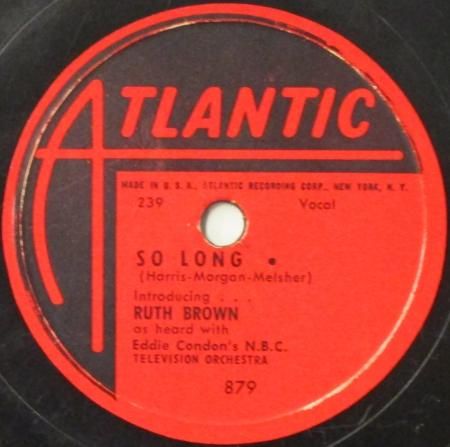 ATLANTIC
MADE IN U.S.A., ATLANTIC RECORDING CORP., NEW YORK, N.Y.
239 Vocal
SO LONG •
(Harris-Morgan-Melsher)
Introducing . . .
RUTH BROWN
as heard with
Eddie Condon's N.B.C.
TELEVISION ORCHESTRA
879